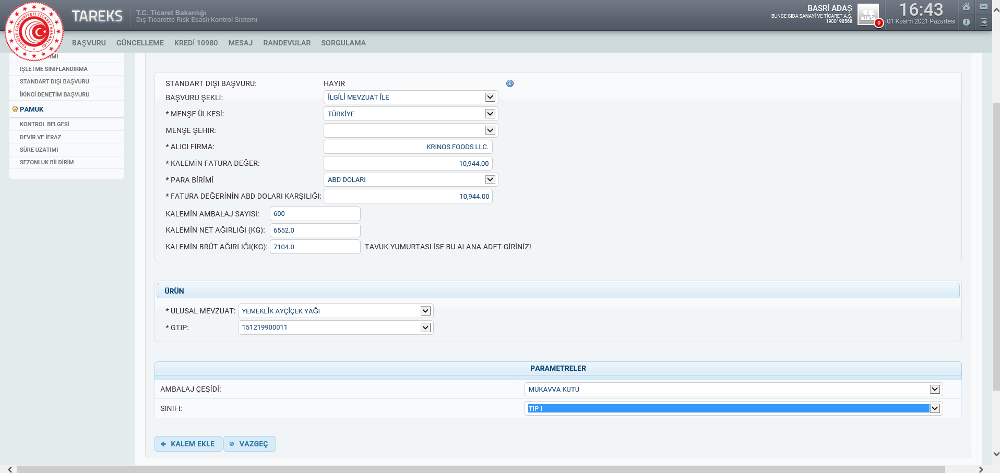 TAREKS
T.C. Ticaret Bakanlığı
Dış Ticarette Risk Esaslı Kontrol Sistemi
BASRİ ADAŞ
BUNGE GIDA SANAYİ VE TİCARET A.Ş.
1900198568
0
16:43
01 Kasım 2021 Pazartesi
TÜRKİYE CUMHURİYETİ TİCARET BAKANLIĞI
BAŞVURU GÜNCELLEME KREDİ 10980 MESAJ RANDEVULAR SORGULAMA
İŞLETME SINIFLANDIRMA
STANDART DIŞI BAŞVURU
İKİNCİ DENETİM BAŞVURU
PAMUK
KONTROL BELGESİ
DEVİR VE İFRAZ
SÜRE UZATIMI
SEZONLUK BİLDİRİM
STANDART DIŞI BAŞVURU: HAYIR
BAŞVURU ŞEKLİ: İLGİLİ MEVZUAT İLE
* MENŞE ÜLKESİ: TÜRKİYE
MENŞE ŞEHİR:
* ALICI FİRMA: KRINOS FOODS LLC.
* KALEMİN FATURA DEĞER: 10,944.00
* PARA BİRİMİ ABD DOLARI
* FATURA DEĞERİNİN ABD DOLARI KARŞILIĞI: 10,944.00
KALEMİN AMBALAJ SAYISI: 600
KALEMİN NET AĞIRLIĞI (KG): 6552.0
KALEMİN BRÜT AĞIRLIĞI(KG): 7104.0 TAVUK YUMURTASI İSE BU ALANA ADET GİRİNİZ!
ÜRÜN
* ULUSAL MEVZUAT: YEMEKLİK AYÇİÇEK YAĞI
* GTIP: 151219900011
PARAMETRELER
AMBALAJ ÇEŞİDİ: MUKAVVA KUTU
SINIFI: TİP I
KALEM EKLE VAZGEÇ